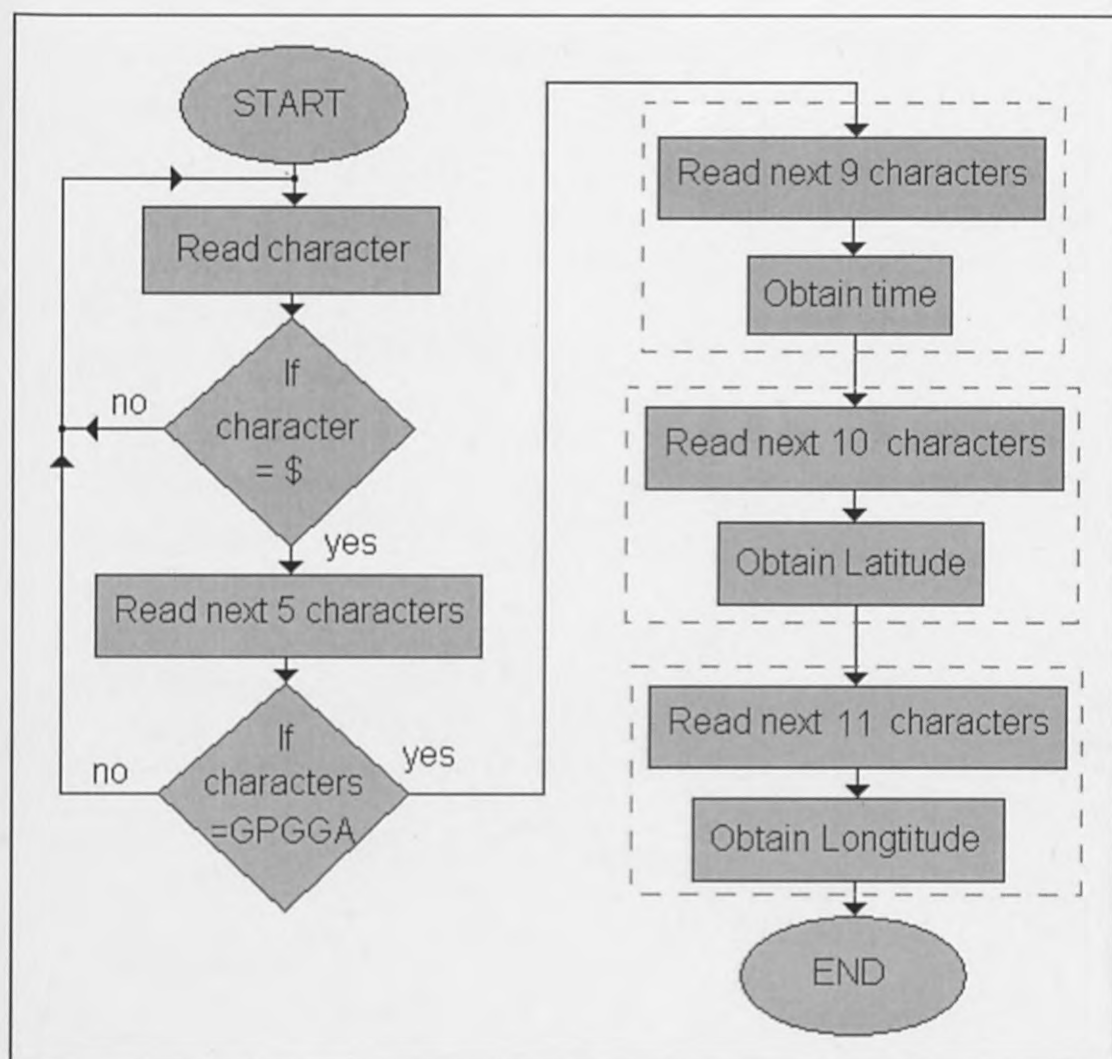 START
Read character
If
character
= $
no
yes
Read next 5 characters
If
characters
=GPGGA
no
yes
Read next 9 characters
Obtain time
Read next 10 characters
Obtain Latitude
Read next 11 characters
Obtain Longtitude
END